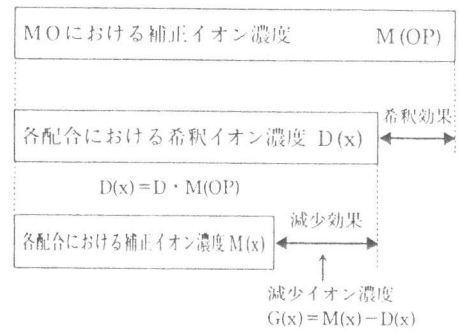 MOにおける補正イオン濃度 M(OP)
希釈効果
各配合における希釈イオン濃度 D(x)
D(x)=D・M(OP)
減少効果
各配合における補正イオン濃度M(x)
減少イオン濃度
G(x)=M(x)-D(x)